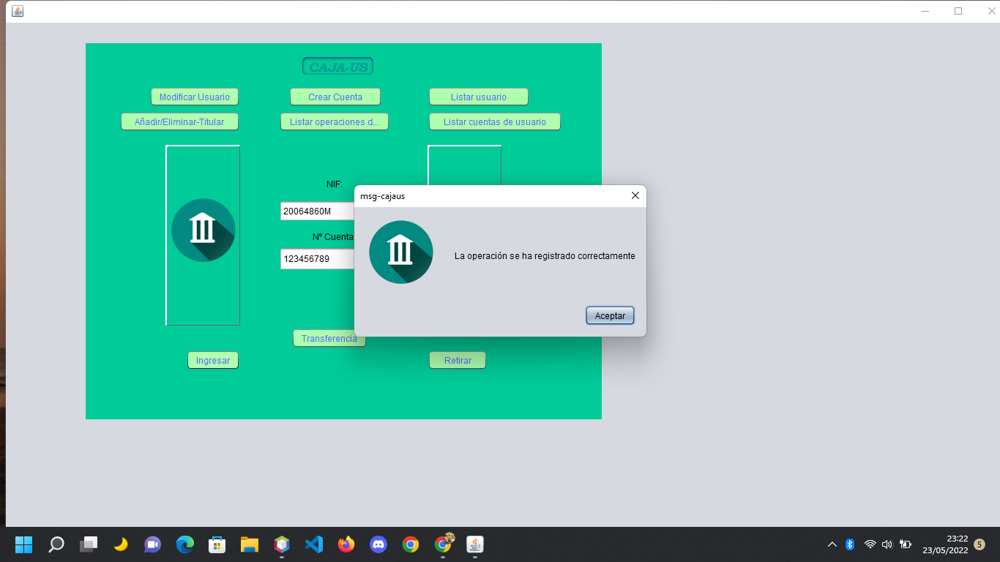 CAJA-US
Modificar Usuario
Crear Cuenta
Listar usuario
Añadir/Eliminar-Titular
Listar operaciones d...
Listar cuentas de usuario
NIF:
20064860M
Nº Cuenta
123456789
msg-cajaus
La operación se ha registrado correctamente
Aceptar
Transferencia
Ingresar
Retirar
23:22
23/05/2022
5